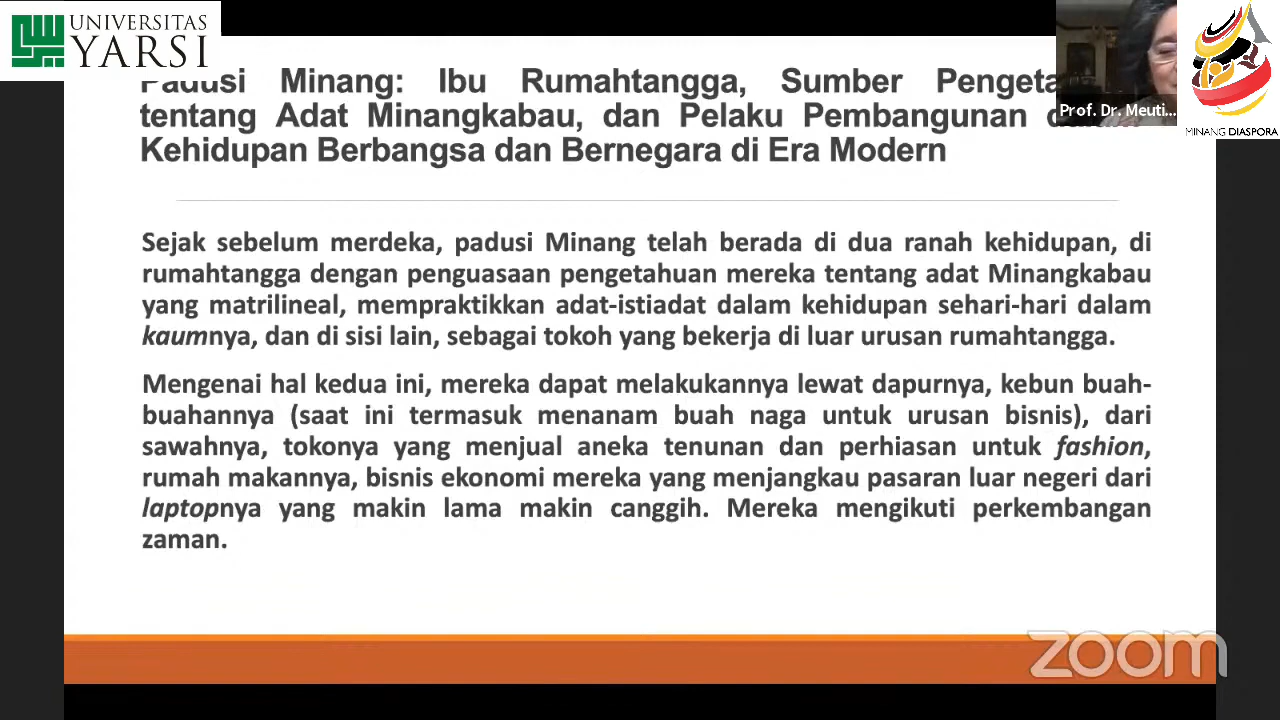 UNIVERSITAS
YARSI
Padusi Minang: Ibu Rumahtangga, Sumber
tentang Adat Minangkabau, dan Pelaku Pembangunan
Kehidupan Berbangsa dan Bernegara di Era Modern
Prof. Dr. Meuti...
MINANG DIASPORA
Sejak sebelum merdeka, padusi Minang telah berada di dua ranah kehidupan, di
rumahtangga dengan penguasaan pengetahuan mereka tentang adat Minangkabau
yang matrilineal, mempraktikkan adat-istiadat dalam kehidupan sehari-hari dalam
kaumnya, dan di sisi lain, sebagai tokoh yang bekerja di luar urusan rumahtangga.
Mengenai hal kedua ini, mereka dapat melakukannya lewat dapurnya, kebun buah-
buahannya (saat ini termasuk menanam buah naga untuk urusan bisnis), dari
sawahnya, tokonya yang menjual aneka tenunan dan perhiasan untuk fashion,
rumah makannya, bisnis ekonomi mereka yang menjangkau pasaran luar negeri dari
laptopnya yang makin lama makin canggih. Mereka mengikuti perkembangan
zaman.
zoom